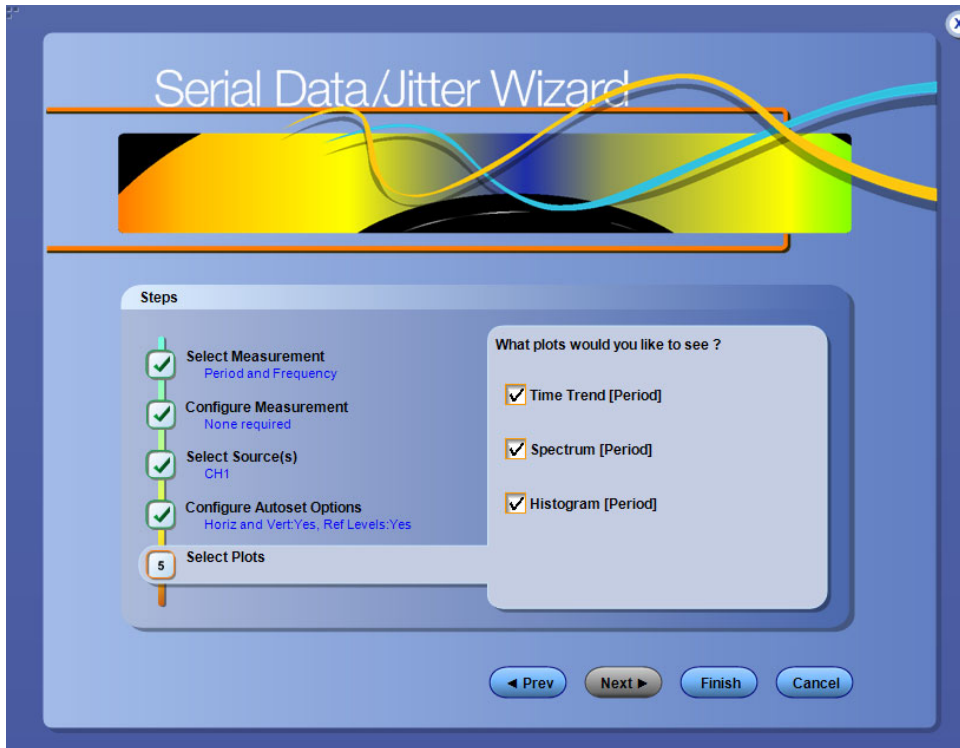 Serial Data/Jitter Wizard
Steps
Select Measurement
Period and Frequency
Configure Measurement
None required
Select Source(s)
CH1
Configure Autoset Options
Horiz and Vert:Yes, Ref Levels:Yes
5
Select Plots
What plots would you like to see ?
Time Trend [Period]
Spectrum [Period]
Histogram [Period]
◄ Prev
Next ►
Finish
Cancel